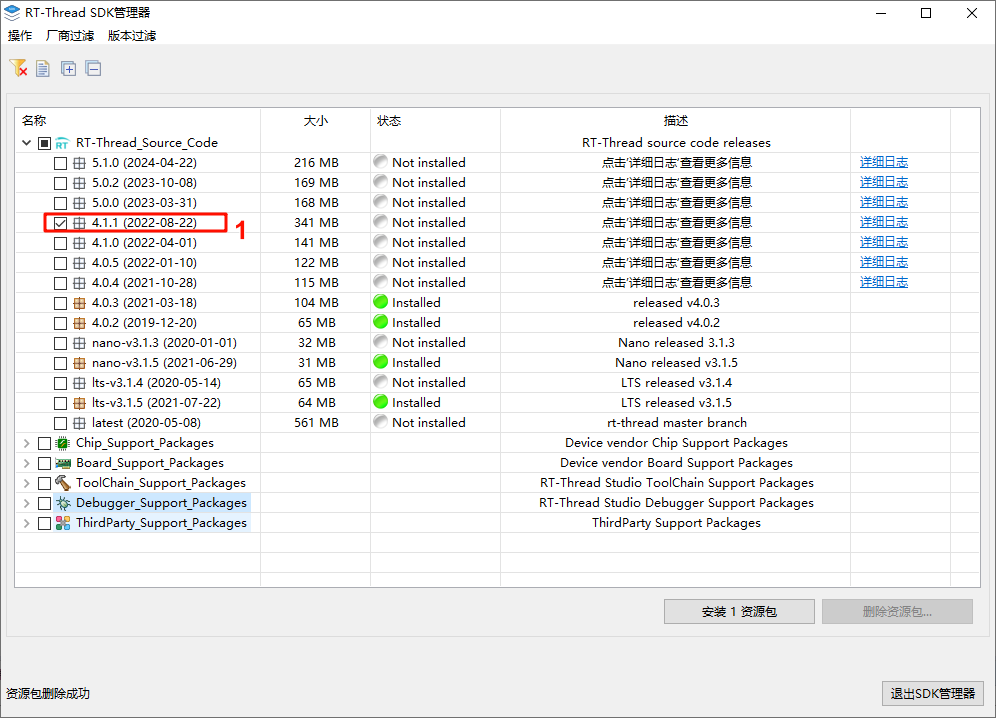 RT-Thread SDK管理器
操作 厂商过滤 版本过滤
名称 大小 状态 描述
RT-Thread_Source_Code RT-Thread source code releases
5.1.0 (2024-04-22) 216 MB Not installed 点击'详细日志'查看更多信息 详细日志
5.0.2 (2023-10-08) 169 MB Not installed 点击'详细日志'查看更多信息 详细日志
5.0.0 (2023-03-31) 168 MB Not installed 点击'详细日志'查看更多信息 详细日志
4.1.1 (2022-08-22) 1 341 MB Not installed 点击'详细日志'查看更多信息 详细日志
4.1.0 (2022-04-01) 141 MB Not installed 点击'详细日志'查看更多信息 详细日志
4.0.5 (2022-01-10) 122 MB Not installed 点击'详细日志'查看更多信息 详细日志
4.0.4 (2021-10-28) 115 MB Not installed 点击'详细日志'查看更多信息 详细日志
4.0.3 (2021-03-18) 104 MB Installed released v4.0.3
4.0.2 (2019-12-20) 65 MB Installed released v4.0.2
nano-v3.1.3 (2020-01-01) 32 MB Not installed Nano released 3.1.3
nano-v3.1.5 (2021-06-29) 31 MB Installed Nano released v3.1.5
lts-v3.1.4 (2020-05-14) 65 MB Not installed LTS released v3.1.4
lts-v3.1.5 (2021-07-22) 64 MB Installed LTS released v3.1.5
latest (2020-05-08) 561 MB Not installed rt-thread master branch
Chip_Support_Packages Device vendor Chip Support Packages
Board_Support_Packages Device vendor Board Support Packages
ToolChain_Support_Packages RT-Thread Studio ToolChain Support Packages
Debugger_Support_Packages RT-Thread Studio Debugger Support Packages
ThirdParty_Support_Packages ThirdParty Support Packages
安装 1 资源包 删除资源包...
资源包删除成功 退出SDK管理器